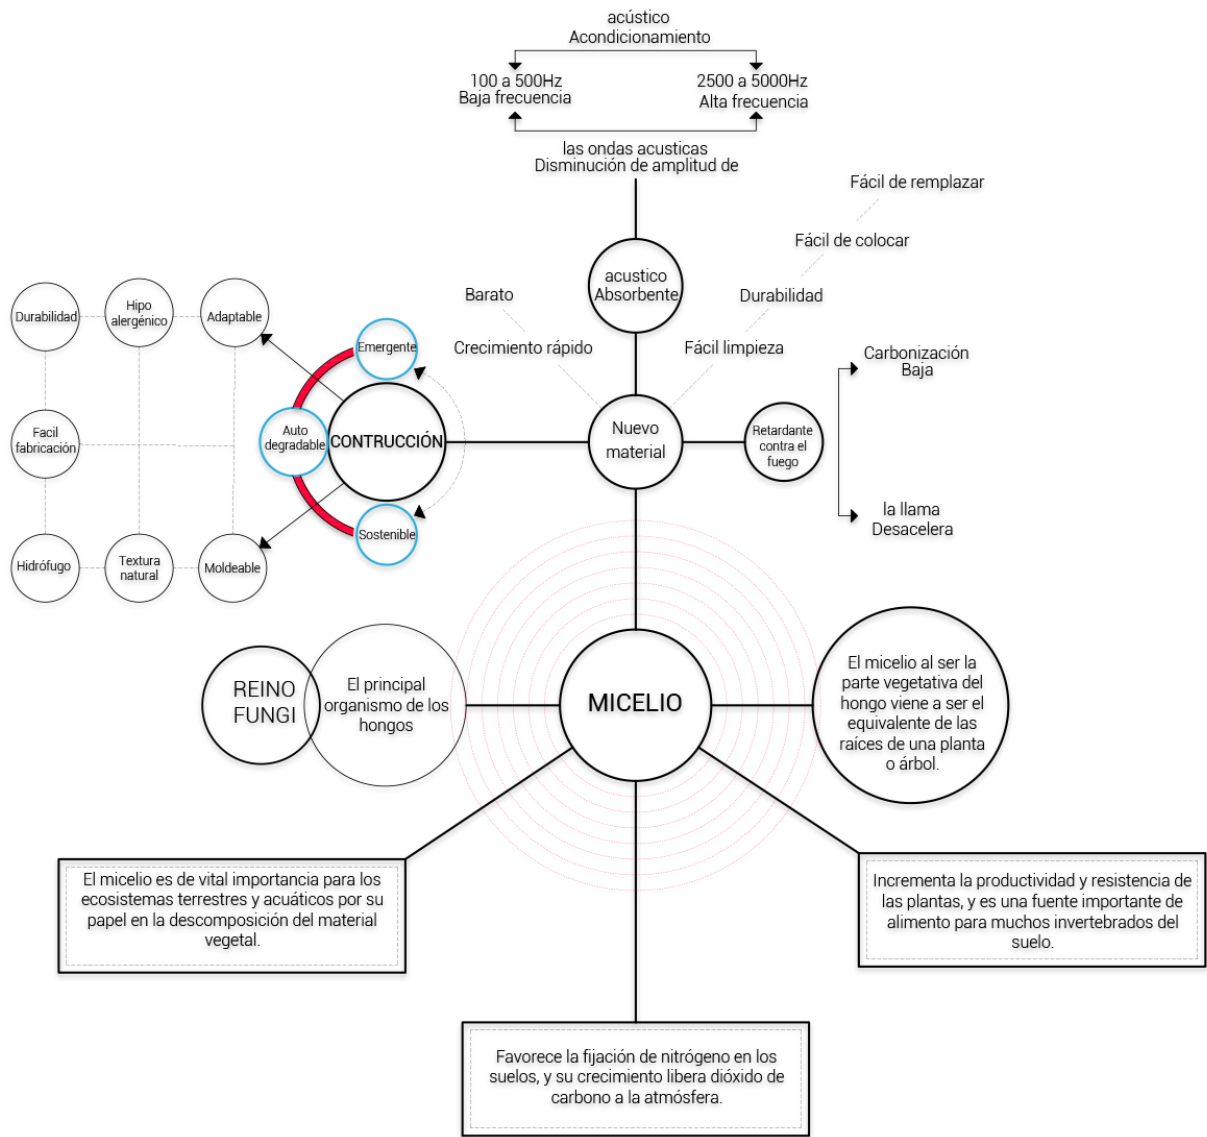 acústico
Acondicionamiento
100 a 500Hz
Baja frecuencia
2500 a 5000Hz
Alta frecuencia
las ondas acusticas
Disminución de amplitud de
Fácil de remplazar
Fácil de colocar
Durabilidad
Fácil limpieza
acustico
Absorbente
Barato
Crecimiento rápido
Durabilidad
Hipo
alergénico
Adaptable
Emergente
Facil
fabricación
Auto
degradable
CONTRUCCIÓN
Nuevo
material
Retardante
contra el
fuego
Carbonización
Baja
la llama
Desacelera
Sostenible
Hidrófugo
Textura
natural
Moldeable
REINO
FUNGI
El principal
organismo de los
hongos
MICELIO
El micelio al ser la
parte vegetativa del
hongo viene a ser el
equivalente de las
raíces de una planta
o árbol.
El micelio es de vital importancia para los
ecosistemas terrestres y acuáticos por su
papel en la descomposición del material
vegetal.
Incrementa la productividad y resistencia de
las plantas, y es una fuente importante de
alimento para muchos invertebrados del
suelo.
Favorece la fijación de nitrógeno en los
suelos, y su crecimiento libera dióxido de
carbono a la atmósfera.